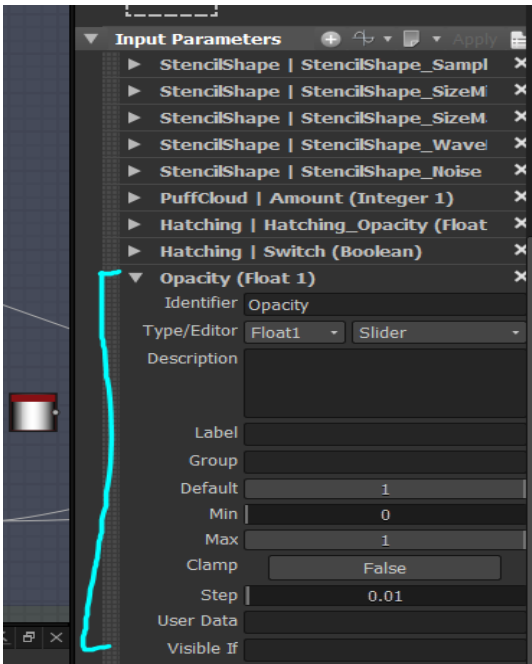 Input Parameters Apply
StencilShape | StencilShape_Sampl
StencilShape | StencilShape_SizeM
StencilShape | StencilShape_SizeM
StencilShape | StencilShape_Wave
StencilShape | StencilShape_Noise
PuffCloud | Amount (Integer 1)
Hatching | Hatching_Opacity (Float
Hatching | Switch (Boolean)
Opacity (Float 1)
Identifier Opacity
Type/Editor Float1 Slider
Description
Label
Group
Default 1
Min 0
Max 1
Clamp False
Step 0.01
User Data
Visible If